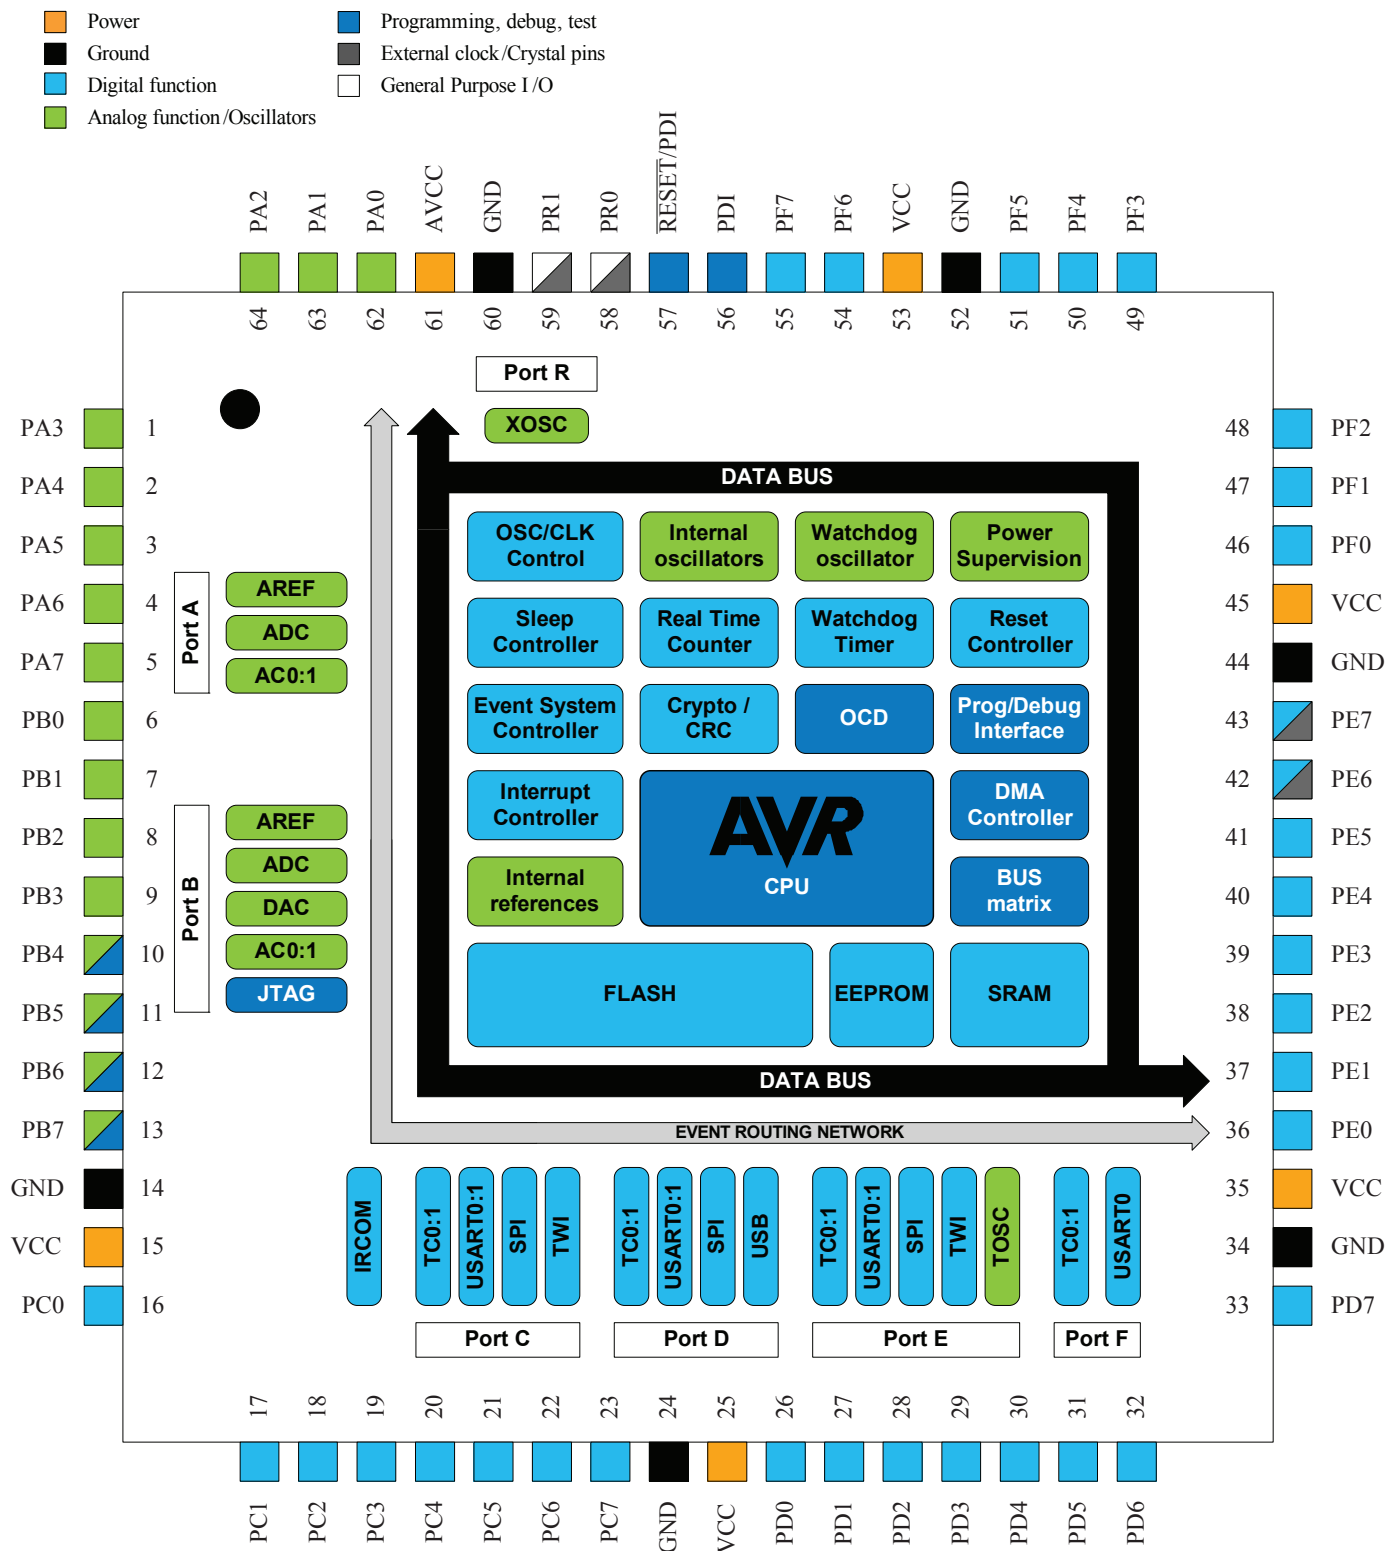 Power
Ground
Digital function
Analog function/Oscillators
Programming, debug, test
External clock/Crystal pins
General Purpose I/O
PA2
PA1
PA0
AVCC
GND
PR1
PR0
RESET/PDI
PDI
PF7
PF6
VCC
GND
PF5
PF4
PF3
64
63
62
61
60
59
58
57
56
55
54
53
52
51
50
49
PA3 1
PA4 2
PA5 3
PA6 4
PA7 5
PB0 6
PB1 7
PB2 8
PB3 9
PB4 10
PB5 11
PB6 12
PB7 13
GND 14
VCC 15
PC0 16
Port A
AREF
ADC
AC0:1
Port B
AREF
ADC
DAC
AC0:1
JTAG
Port R
XOSC
DATA BUS
OSC/CLK
Control
Internal
oscillators
Watchdog
oscillator
Power
Supervision
Sleep
Controller
Real Time
Counter
Watchdog
Timer
Reset
Controller
Event System
Controller
Crypto /
CRC
OCD
Prog/Debug
Interface
Interrupt
Controller
AVR
CPU
DMA
Controller
Internal
references
BUS
matrix
FLASH
EEPROM
SRAM
DATA BUS
EVENT ROUTING NETWORK
48 PF2
47 PF1
46 PF0
45 VCC
44 GND
43 PE7
42 PE6
41 PE5
40 PE4
39 PE3
38 PE2
37 PE1
36 PE0
35 VCC
34 GND
33 PD7
IRCOM
TC0:1
USART0:1
SPI
TWI
Port C
TC0:1
USART0:1
SPI
USB
Port D
TC0:1
USART0:1
SPI
TWI
TOSC
Port E
TC0:1
USART0
Port F
17
18
19
20
21
22
23
24
25
26
27
28
29
30
31
32
PC1
PC2
PC3
PC4
PC5
PC6
PC7
GND
VCC
PD0
PD1
PD2
PD3
PD4
PD5
PD6